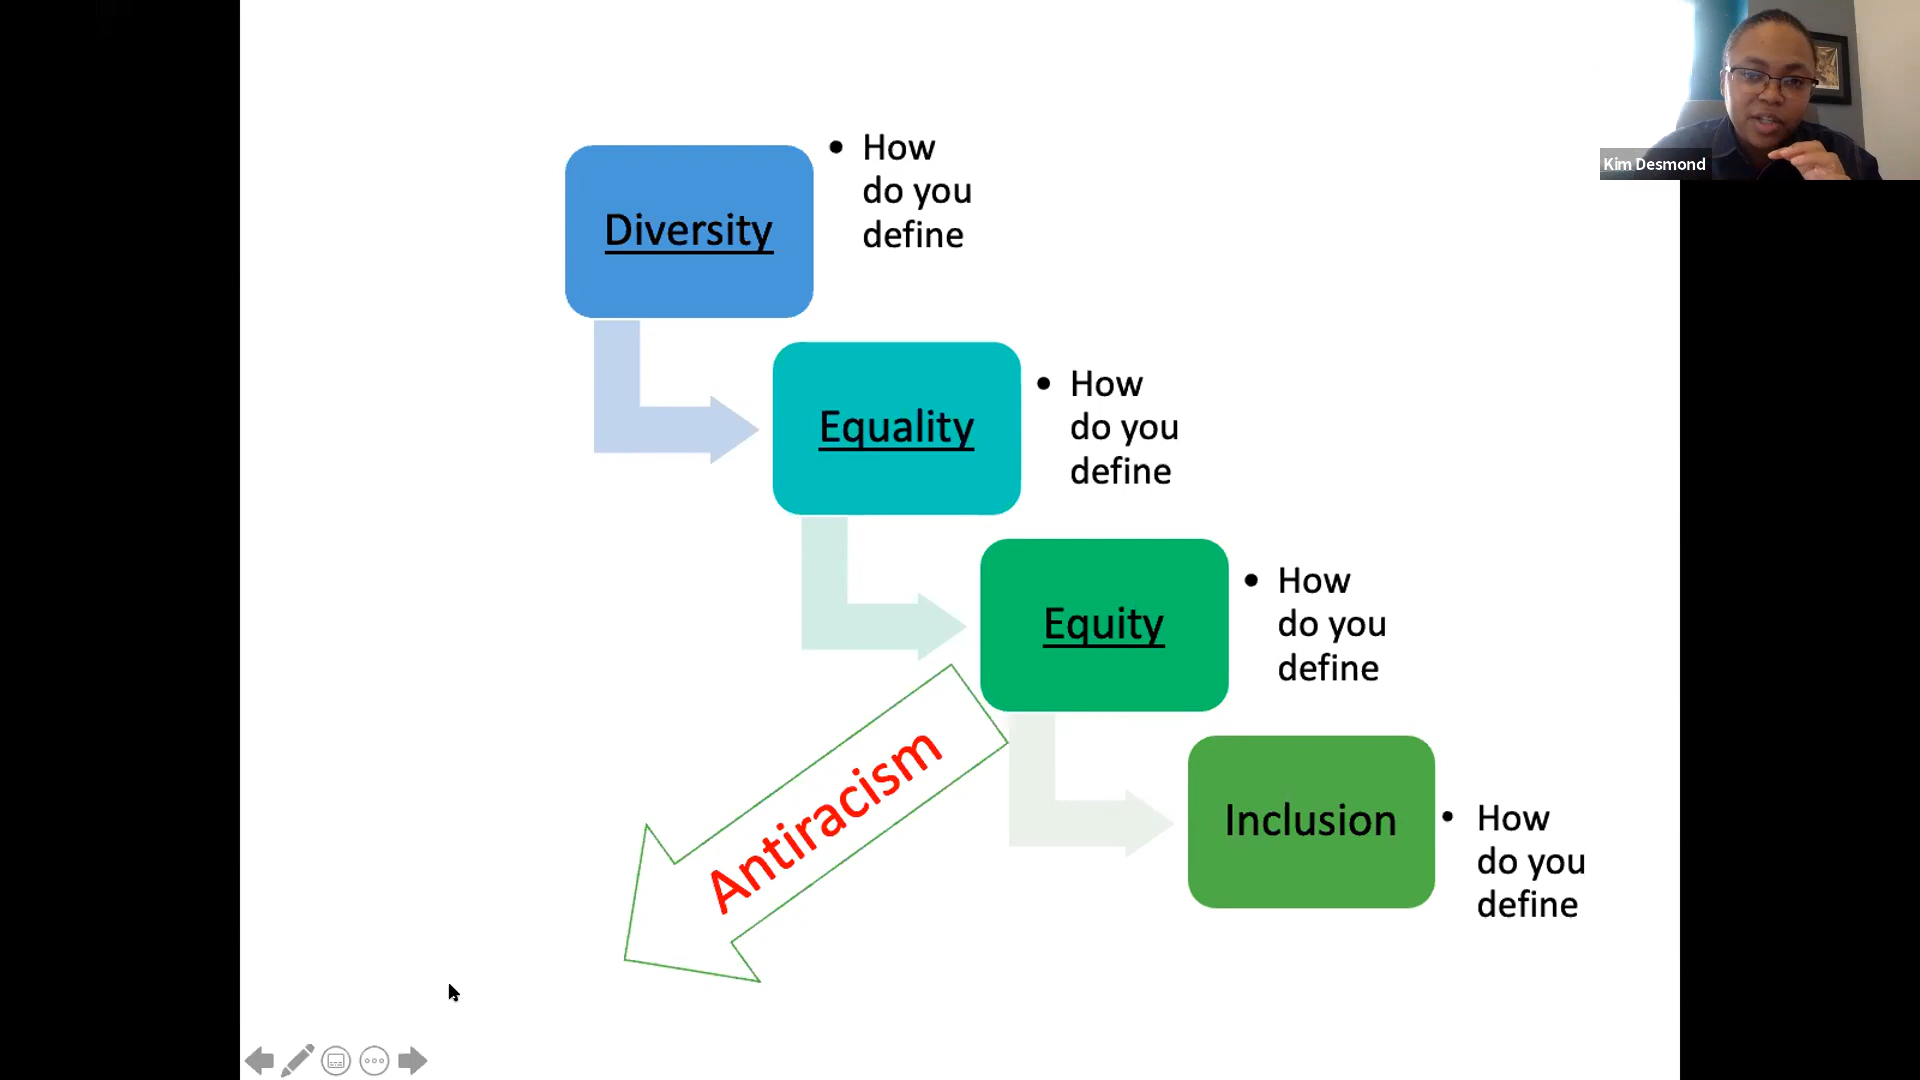 Diversity
• How
do you
define
Kim Desmond
Equality
• How
do you
define
Equity
• How
do you
define
Antiracism
Inclusion
• How
do you
define